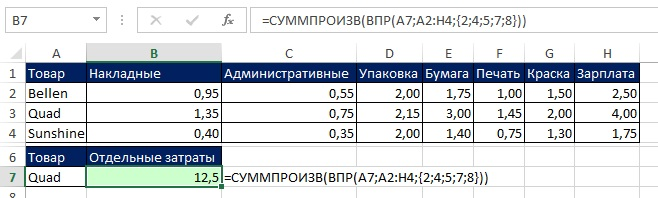 B7 =СУММПРОИЗВ(ВПР(A7;A2:H4;{2;4;5;7;8}))
A B C D E F G H
1 Товар Накладные Административные Упаковка Бумага Печать Краска Зарплата
2 Bellen 0,95 0,55 2,00 1,75 1,00 1,50 2,50
3 Quad 1,35 0,75 2,15 3,00 1,45 2,00 4,00
4 Sunshine 0,40 0,35 2,00 1,40 0,75 1,30 1,75
6 Товар Отдельные затраты
7 Quad 12,5 =СУММПРОИЗВ(ВПР(A7;A2:H4;{2;4;5;7;8}))